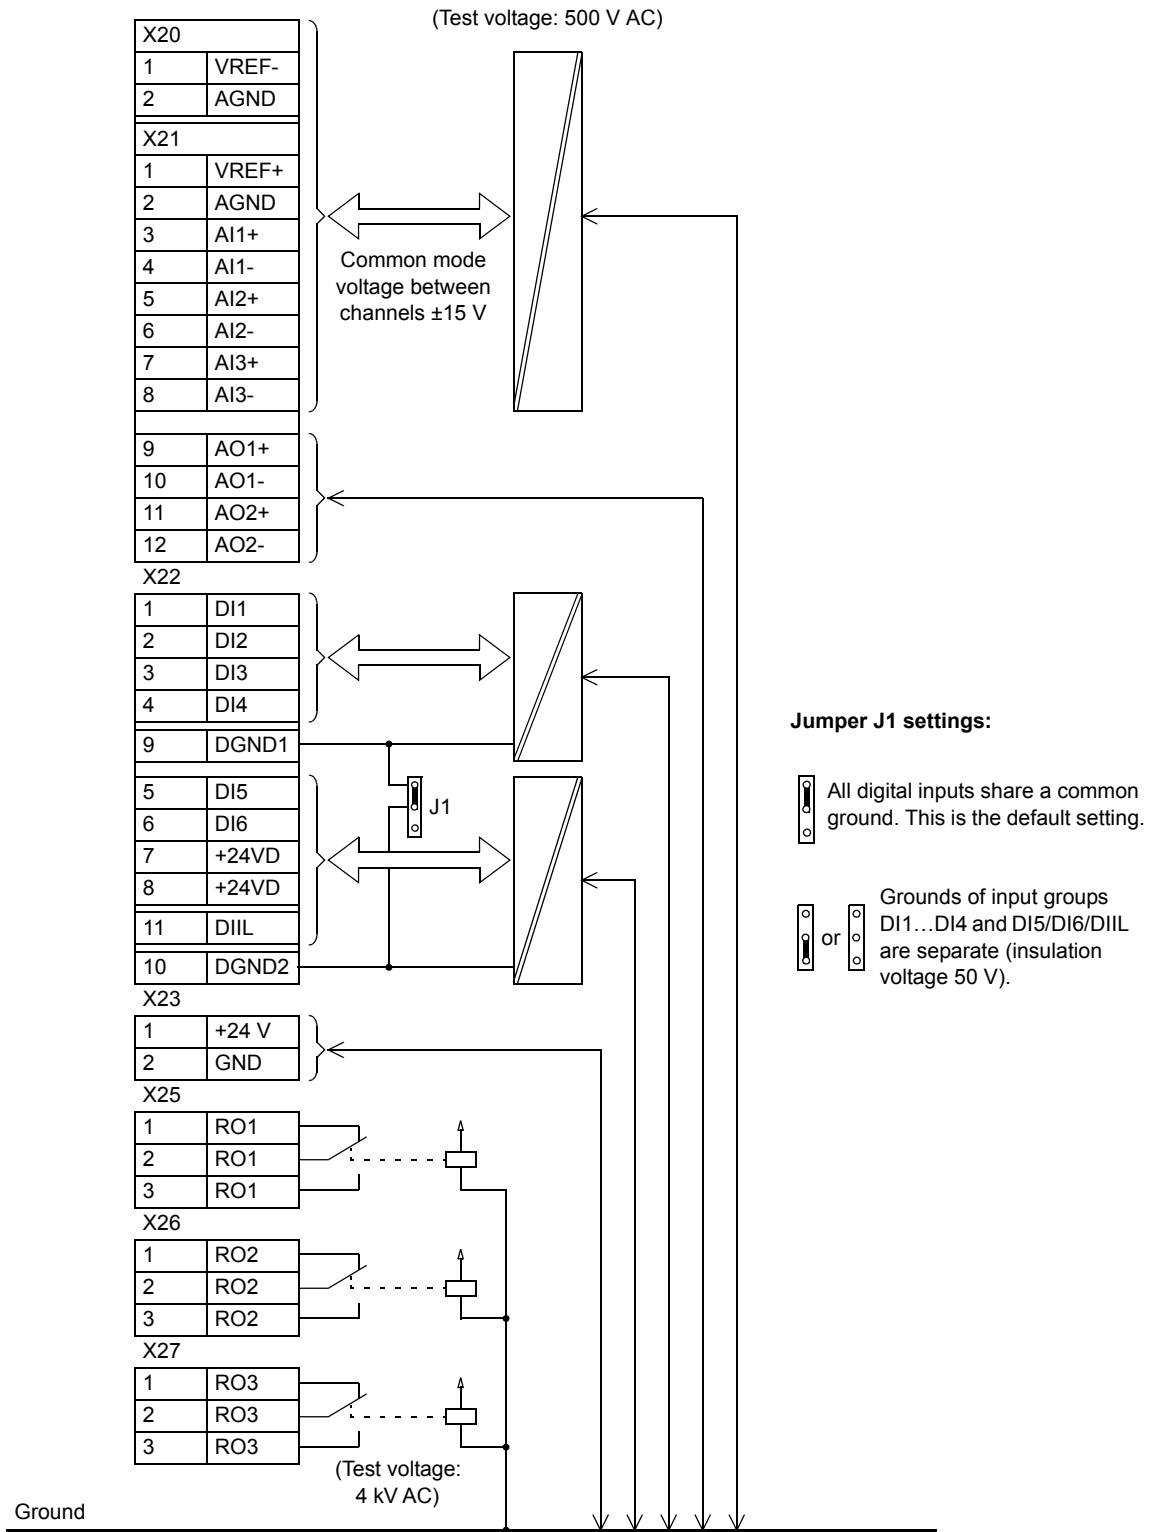 (Test voltage: 500 V AC)
X20
1 VREF-
2 AGND
X21
1 VREF+
2 AGND
3 AI1+
4 AI1-
5 AI2+
6 AI2-
7 AI3+
8 AI3-
Common mode
voltage between
channels ±15 V
9 AO1+
10 AO1-
11 AO2+
12 AO2-
X22
1 DI1
2 DI2
3 DI3
4 DI4
9 DGND1
5 DI5
6 DI6
7 +24VD
8 +24VD
11 DIIL
10 DGND2
J1
Jumper J1 settings:
All digital inputs share a common
ground. This is the default setting.
or
Grounds of input groups
DI1…DI4 and DI5/DI6/DIIL
are separate (insulation
voltage 50 V).
X23
1 +24 V
2 GND
X25
1 RO1
2 RO1
3 RO1
X26
1 RO2
2 RO2
3 RO2
X27
1 RO3
2 RO3
3 RO3
(Test voltage:
4 kV AC)
Ground